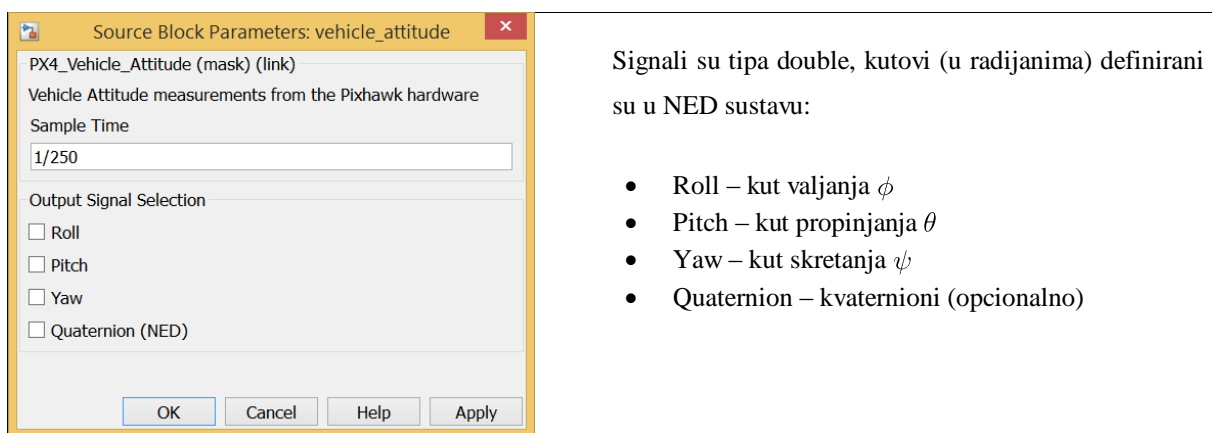 Source Block Parameters: vehicle_attitude
PX4_Vehicle_Attitude (mask) (link)
Vehicle Attitude measurements from the Pixhawk hardware
Sample Time
1/250
Output Signal Selection
Roll
Pitch
Yaw
Quaternion (NED)
OK Cancel Help Apply
Signali su tipa double, kutovi (u radijanima) definirani
su u NED sustavu:
• Roll – kut valjanja ϕ
• Pitch – kut propinjanja θ
• Yaw – kut skretanja ψ
• Quaternion – kvaternioni (opcionalno)